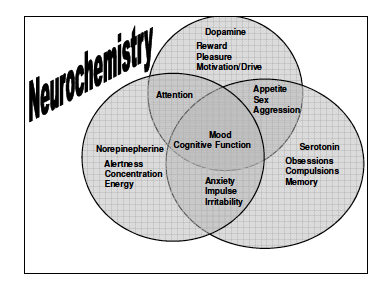 Neurochemistry
Dopamine
Reward
Pleasure
Motivation/Drive
Attention
Appetite
Sex
Aggression
Mood
Cognitive Function
Norepinepherine
Alertness
Concentration
Energy
Serotonin
Obsessions
Compulsions
Memory
Anxiety
Impulse
Irritability